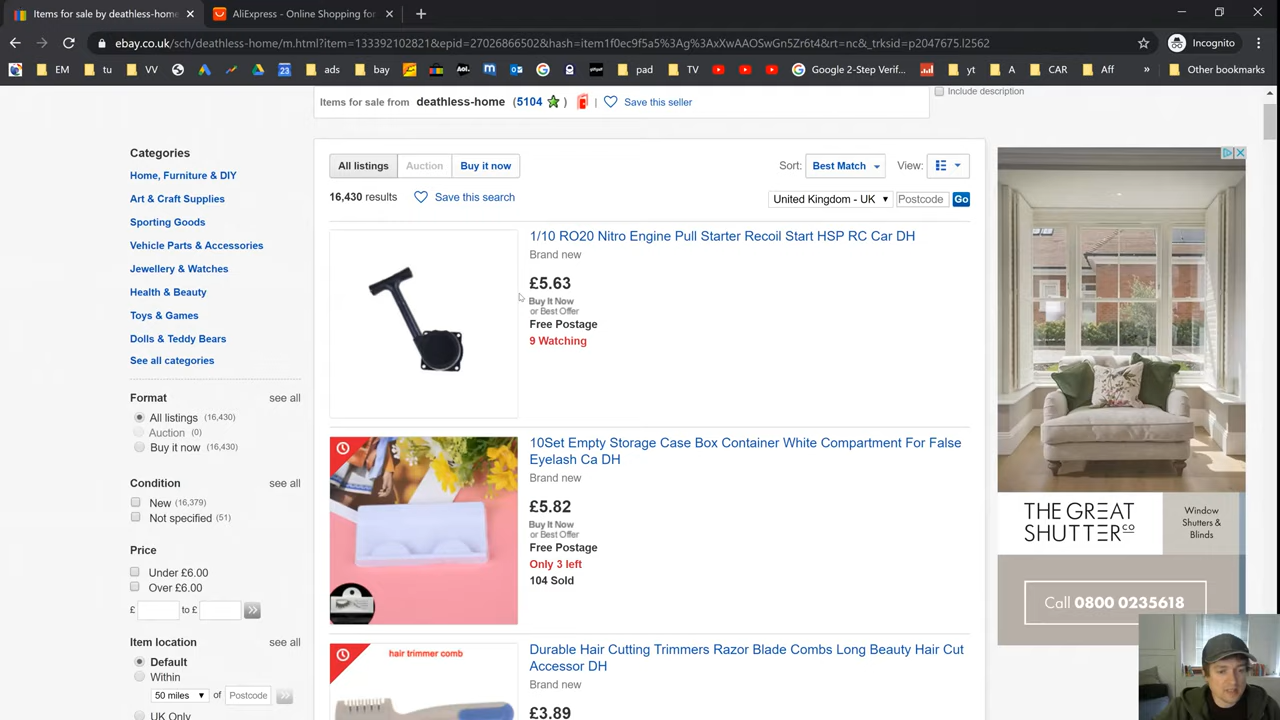 Items for sale by deathless-home's
AliExpress - Online Shopping for
ebay.co.uk/sch/deathless-home/m.html?item=133392102821&epid=27026866502&hash=item1f0ec9f5a5%3Ag%3AxXwAAOSwGn5Zr6t4&rt=nc&_trksid=p2047675.l2562
Incognito
EM
tu
VV
23
ads
bay
Aol.
pad
TV
Google 2-Step Verif...
yt
A
CAR
Aff
»
Other bookmarks
Items for sale from deathless-home (5104 ) | Save this seller
Include description
Categories
Home, Furniture & DIY
Art & Craft Supplies
Sporting Goods
Vehicle Parts & Accessories
Jewellery & Watches
Health & Beauty
Toys & Games
Dolls & Teddy Bears
See all categories
Format see all
All listings (16,430)
Auction (0)
Buy it now (16,430)
Condition see all
New (16,379)
Not specified (51)
Price
Under £6.00
Over £6.00
£ to £ »
Item location see all
Default
Within
50 miles of Postcode »
UK Only
All listings Auction Buy it now
Sort: Best Match View:
16,430 results Save this search
United Kingdom - UK Postcode Go
1/10 RO20 Nitro Engine Pull Starter Recoil Start HSP RC Car DH
Brand new
£5.63
Buy It Now
or Best Offer
Free Postage
9 Watching
10Set Empty Storage Case Box Container White Compartment For False
Eyelash Ca DH
Brand new
£5.82
Buy It Now
or Best Offer
Free Postage
Only 3 left
104 Sold
hair trimmer comb
Durable Hair Cutting Trimmers Razor Blade Combs Long Beauty Hair Cut
Accessor DH
Brand new
£3.89
THE GREAT
SHUTTER CO
Window
Shutters &
Blinds
Call 0800 0235618